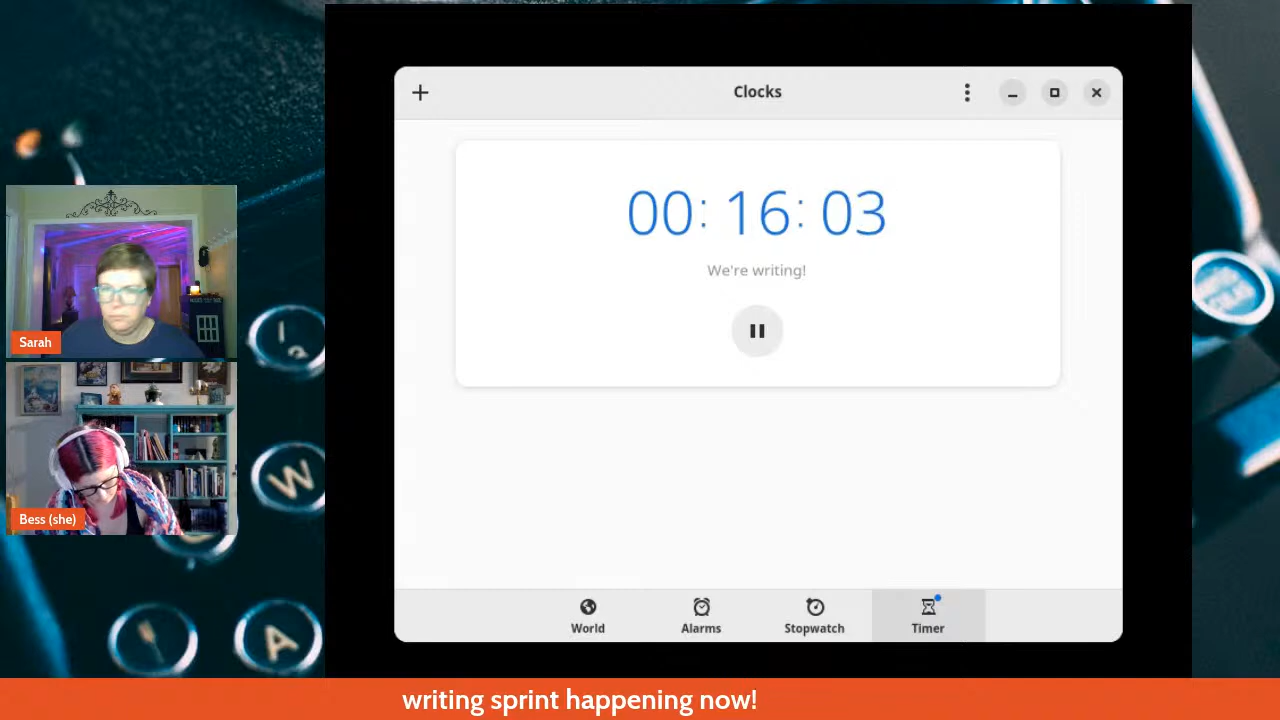 Clocks
00:16:03
We're writing!
Sarah
Bess (she)
I
W
A
World
Alarms
Stopwatch
Timer
writing sprint happening now!